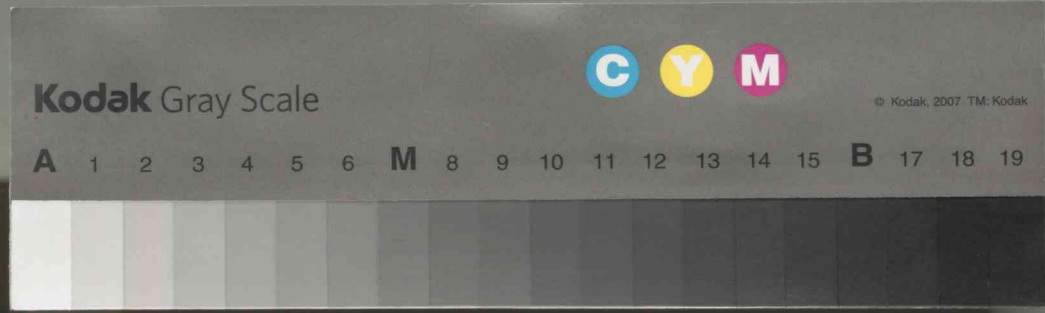 C Y M
Kodak Gray Scale
© Kodak, 2007 TM: Kodak
A 1 2 3 4 5 6 M 8 9 10 11 12 13 14 15 B 17 18 19